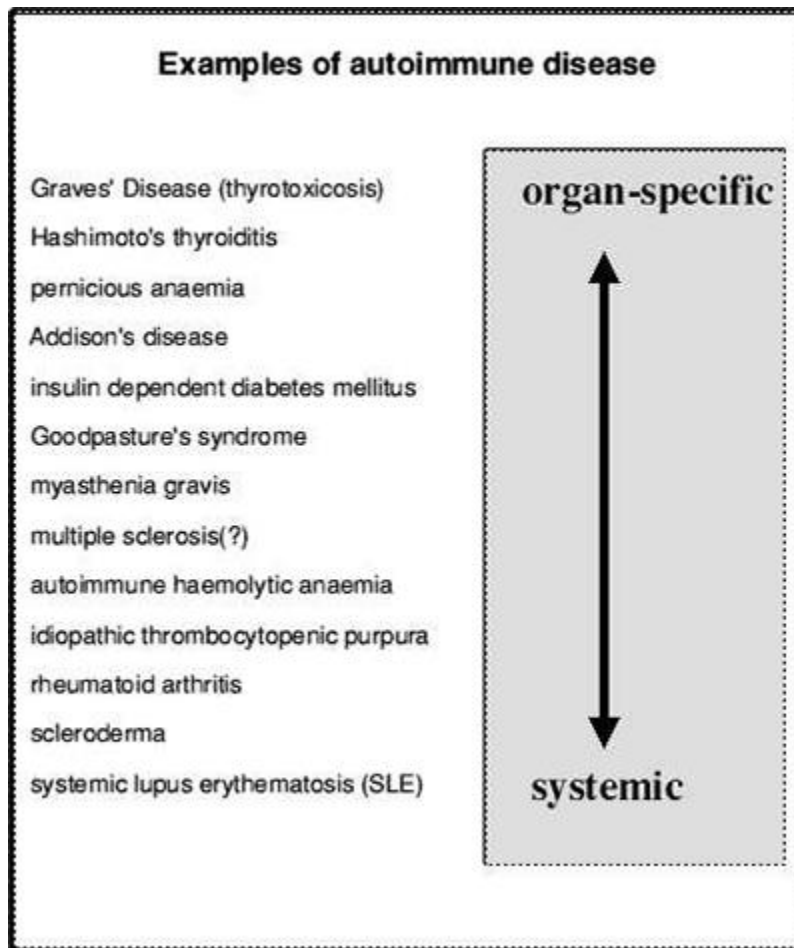 Examples of autoimmune disease
Graves' Disease (thyrotoxicosis)
organ-specific
Hashimoto's thyroiditis
pernicious anaemia
Addison's disease
insulin dependent diabetes mellitus
Goodpasture's syndrome
myasthenia gravis
multiple sclerosis(?)
autoimmune haemolytic anaemia
idiopathic thrombocytopenic purpura
rheumatoid arthritis
scleroderma
systemic lupus erythematosis (SLE)
systemic